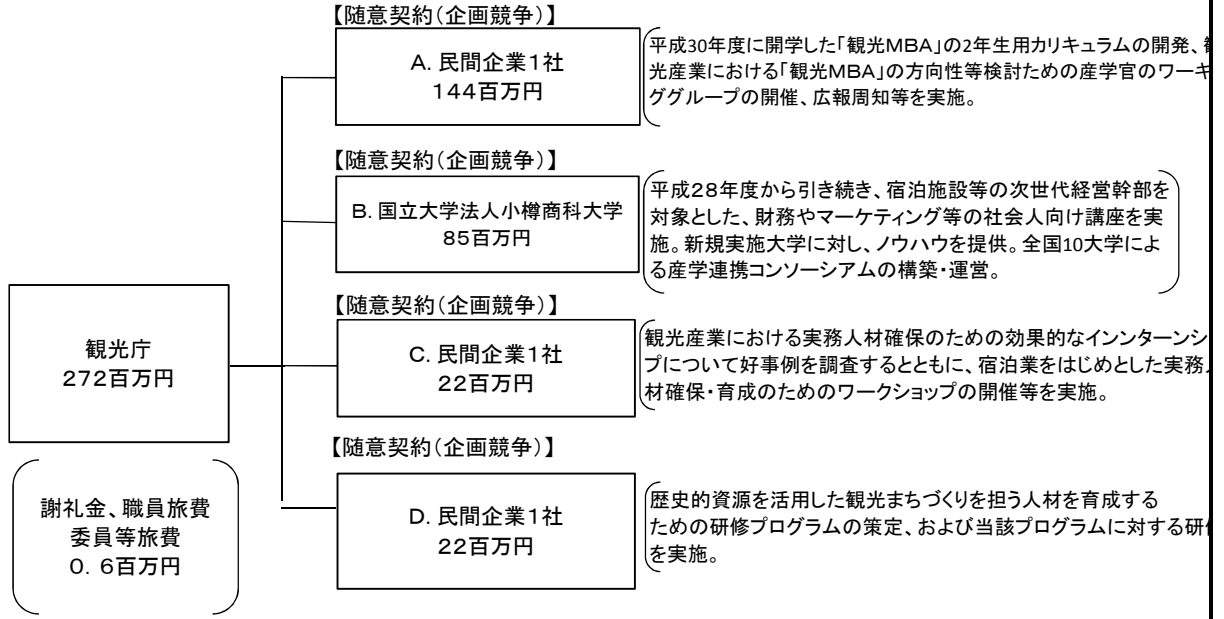 【随意契約(企画競争)】
A. 民間企業1社
144百万円
平成30年度に開学した「観光MBA」の2年生用カリキュラムの開発、
光産業における「観光MBA」の方向性等検討ための産学官のワーキ
ググループの開催、広報周知等を実施。
【随意契約(企画競争)】
B. 国立大学法人小樽商科大学
85百万円
平成28年度から引き続き、宿泊施設等の次世代経営幹部を
対象とした、財務やマーケティング等の社会人向け講座を実
施。新規実施大学に対し、ノウハウを提供。全国10大学によ
る産学連携コンソーシアムの構築・運営。
観光庁
272百万円
【随意契約(企画競争)】
C. 民間企業1社
22百万円
観光産業における実務人材確保のための効果的なインンターンシ
プについて好事例を調査するとともに、宿泊業をはじめとした実務
材確保・育成のためのワークショップの開催等を実施。
謝礼金、職員旅費
委員等旅費
0. 6百万円
【随意契約(企画競争)】
D. 民間企業1社
22百万円
歴史的資源を活用した観光まちづくりを担う人材を育成する
ための研修プログラムの策定、および当該プログラムに対する研
を実施。